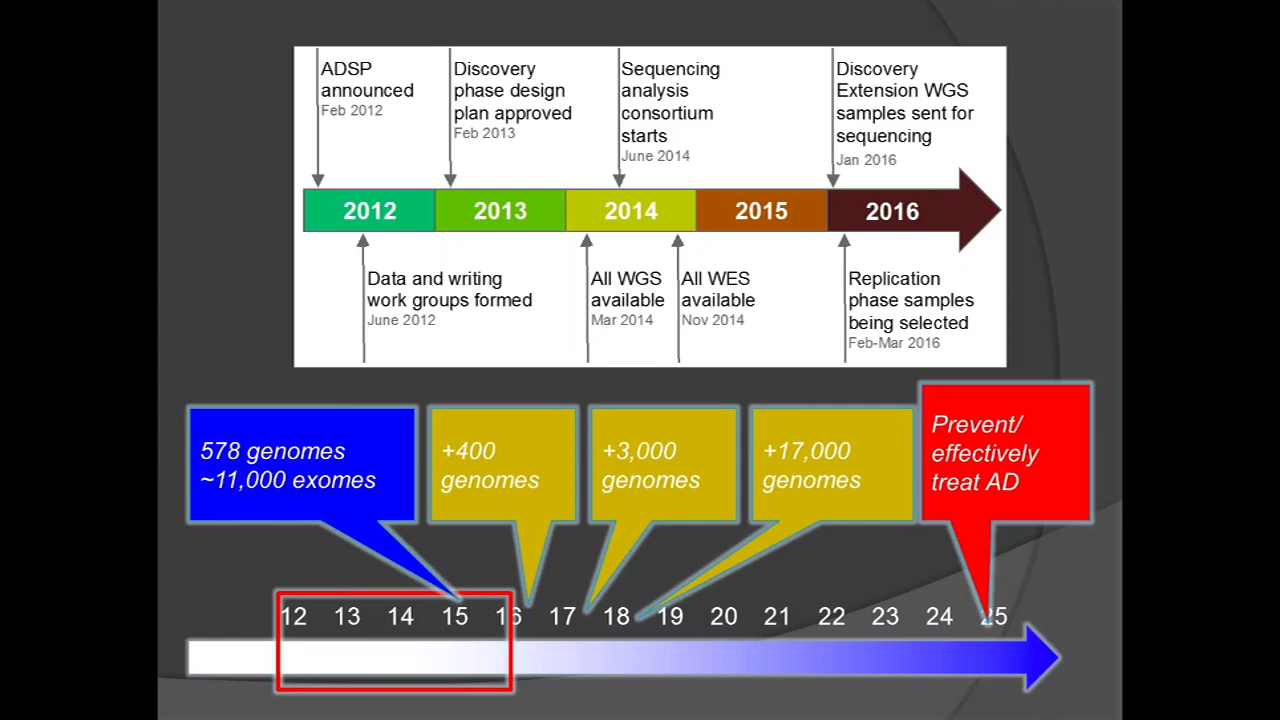 ADSP
announced
Feb 2012
Discovery
phase design
plan approved
Feb 2013
Sequencing
analysis
consortium
starts
June 2014
Discovery
Extension WGS
samples sent for
sequencing
Jan 2016
2012 2013 2014 2015 2016
Data and writing
work groups formed
June 2012
All WGS
available
Mar 2014
All WES
available
Nov 2014
Replication
phase samples
being selected
Feb-Mar 2016
578 genomes
~11,000 exomes
+400
genomes
+3,000
genomes
+17,000
genomes
Prevent/
effectively
treat AD
12 13 14 15 16 17 18 19 20 21 22 23 24 25